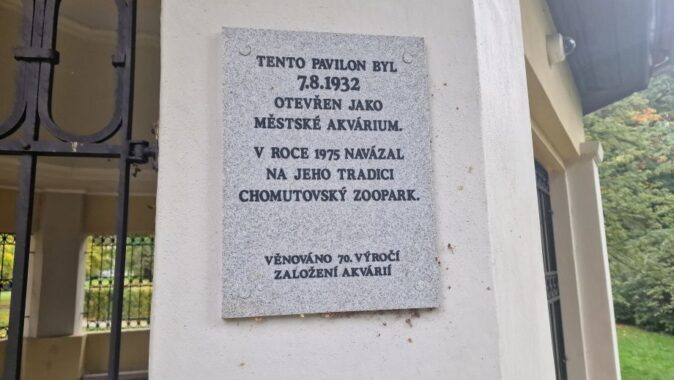 TENTO PAVILON BYL
7.8.1932
OTEVŘEN JAKO
MĚSTSKÉ AKVÁRIUM.
V ROCE 1975 NAVÁZAL
NA JEHO TRADICI
CHOMUTOVSKÝ ZOOPARK.
VĚNOVÁNO 70. VÝROČÍ
ZALOŽENÍ AKVÁRIÍ